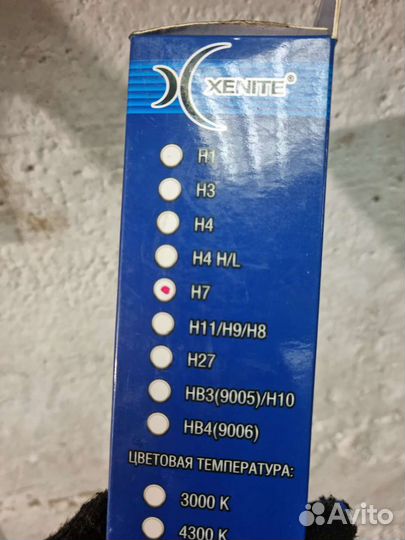 XENITE®
H1
H3
H4
H4 H/L
H7
H11/H9/H8
H27
HB3(9005)/H10
HB4(9006)
ЦВЕТОВАЯ ТЕМПЕРАТУРА:
3000 K
4300 K
Avito